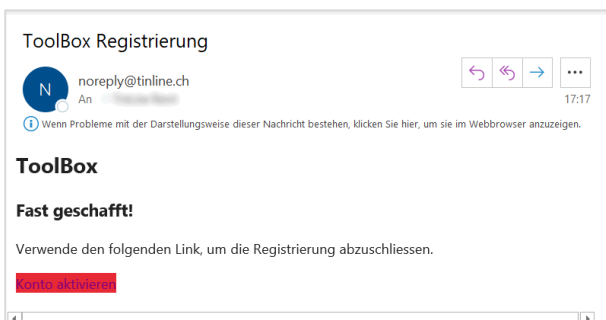 ToolBox Registrierung
N
noreply@tinline.ch
An
17:17
Wenn Probleme mit der Darstellungsweise dieser Nachricht bestehen, klicken Sie hier, um sie im Webbrowser anzuzeigen.
ToolBox
Fast geschafft!
Verwende den folgenden Link, um die Registrierung abzuschliessen.
Konto aktivieren